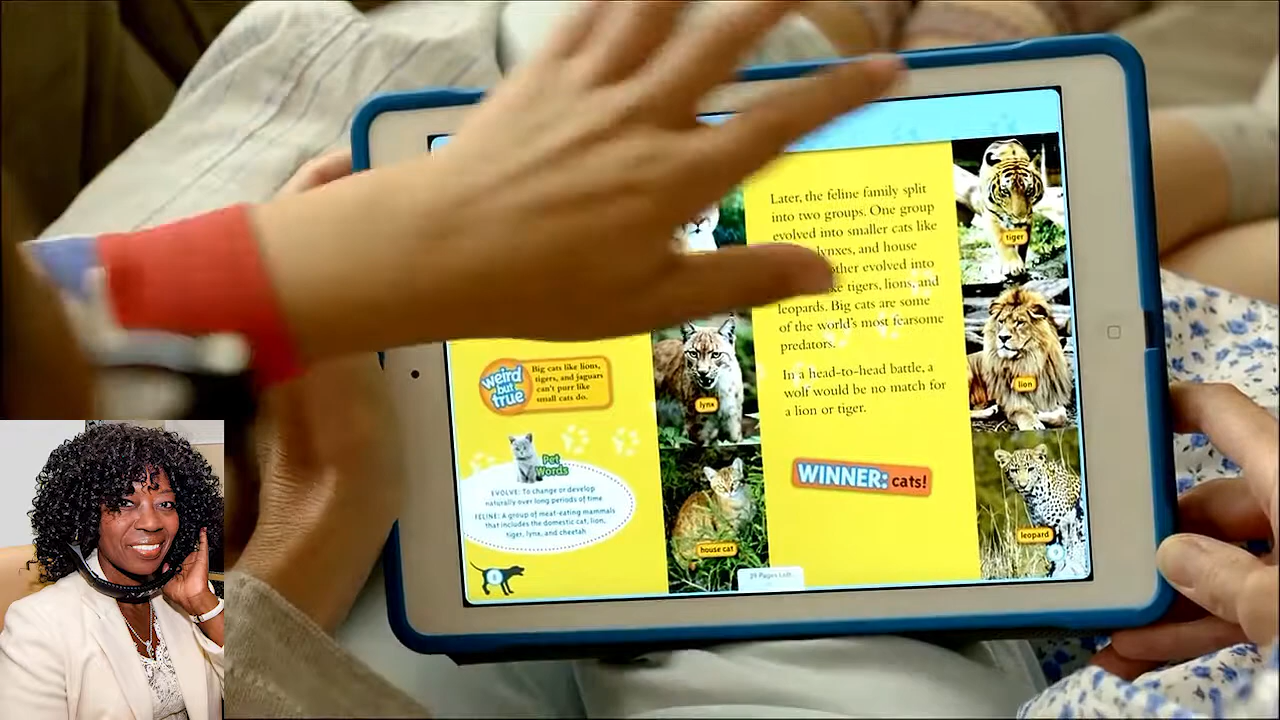 weird
but
true
Big cats like lions,
tigers, and jaguars
can't purr like
small cats do.
Pet
Words
EVOLVE: To change or develop
naturally over long periods of time
FELINE: A group of meat-eating mammals
that includes the domestic cat, lion,
tiger, lynx, and cheetah
lynx
house cat
Later, the feline family split
into two groups. One group
evolved into smaller cats like
lynxes, and house
other evolved into
like tigers, lions, and
leopards. Big cats are some
of the world's most fearsome
predators.
In a head-to-head battle, a
wolf would be no match for
a lion or tiger.
WINNER: cats!
29 Pages Left
tiger
lion
leopard